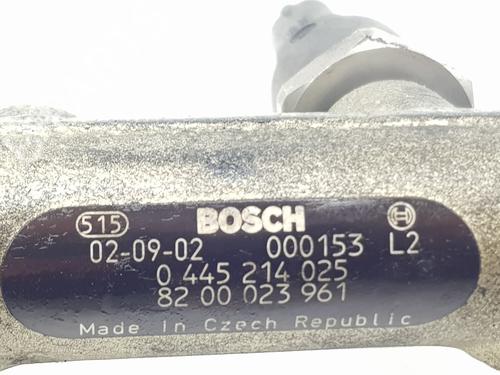 515 BOSCH
02-09-02 000153 L2
0 445 214 025
82 00 023 961
Made in Czech Republic